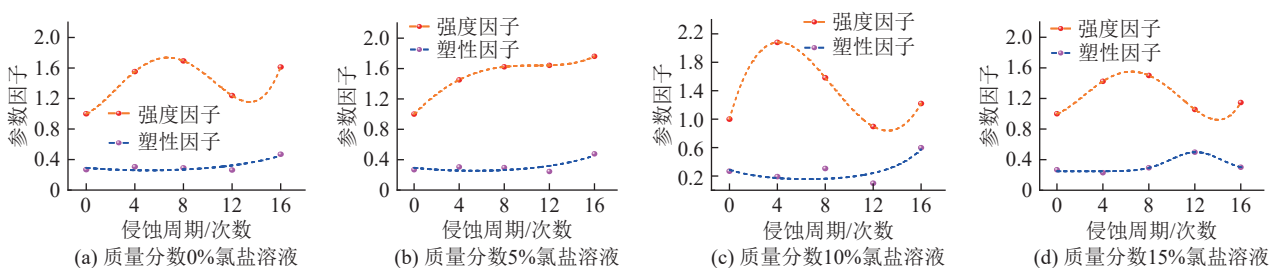 2.0
1.6
1.2
0.8
0.4
0
参数因子
强度因子
塑性因子
0 4 8 12 16
侵蚀周期/次数
(a) 质量分数0%氯盐溶液
2.0
1.6
1.2
0.8
0.4
0
参数因子
强度因子
塑性因子
0 4 8 12 16
侵蚀周期/次数
(b) 质量分数5%氯盐溶液
2.2
1.8
1.4
1.0
0.6
0.2
参数因子
强度因子
塑性因子
0 4 8 12 16
侵蚀周期/次数
(c) 质量分数10%氯盐溶液
2.0
1.6
1.2
0.8
0.4
0
参数因子
强度因子
塑性因子
0 4 8 12 16
侵蚀周期/次数
(d) 质量分数15%氯盐溶液